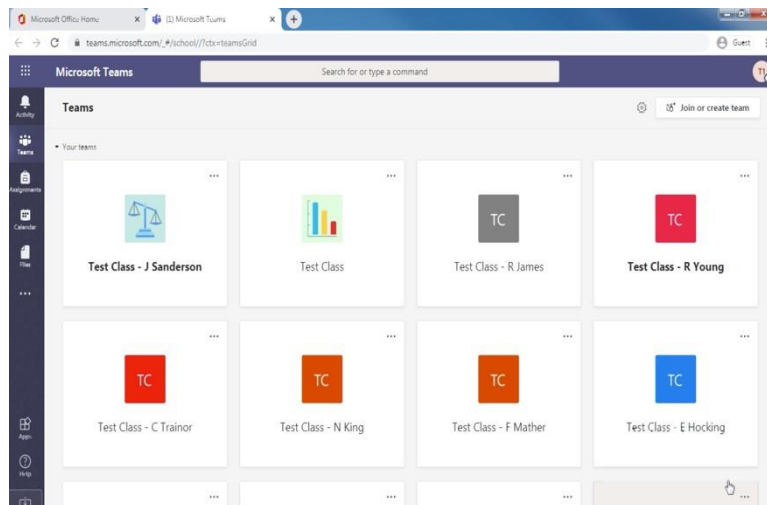 Microsoft Office Home
(1) Microsoft Teams
teams.microsoft.com/_#/school//?ctx=teamsGrid
Guest
Microsoft Teams
Search for or type a command
T1
Activity
Teams
Join or create team
Teams
Your teams
Assignments
Calendar
Files
Test Class - J Sanderson
Test Class
TC
Test Class - R James
TC
Test Class - R Young
TC
Test Class - C Trainor
TC
Test Class - N King
TC
Test Class - F Mather
TC
Test Class - E Hocking
Apps
Help